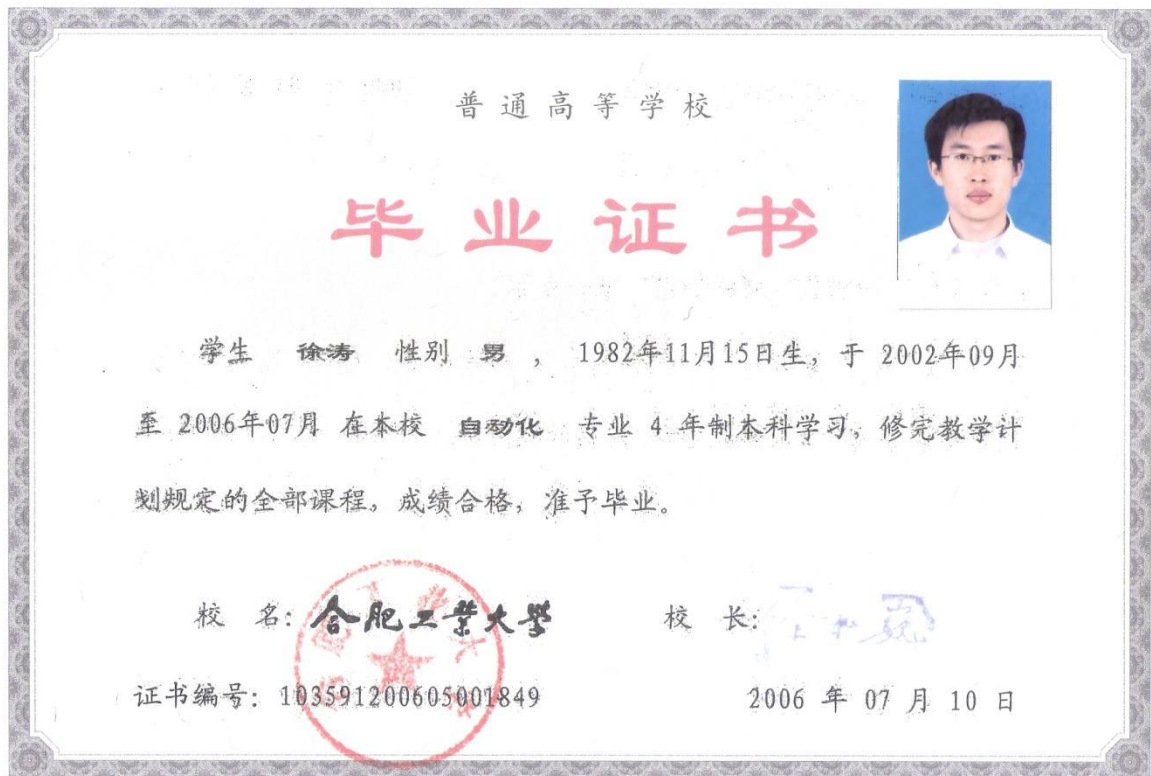 普通高等学校
毕业证书
学生 徐涛 性别 男 , 1982年11月15日生, 于 2002年09月
至 2006年07月 在本校 自动化 专业 4 年制本科学习, 修完教学计
划规定的全部课程, 成绩合格, 准予毕业。
校 名: 合肥工业大学 校 长:
证书编号: 103591200605001849 2006 年 07 月 10 日